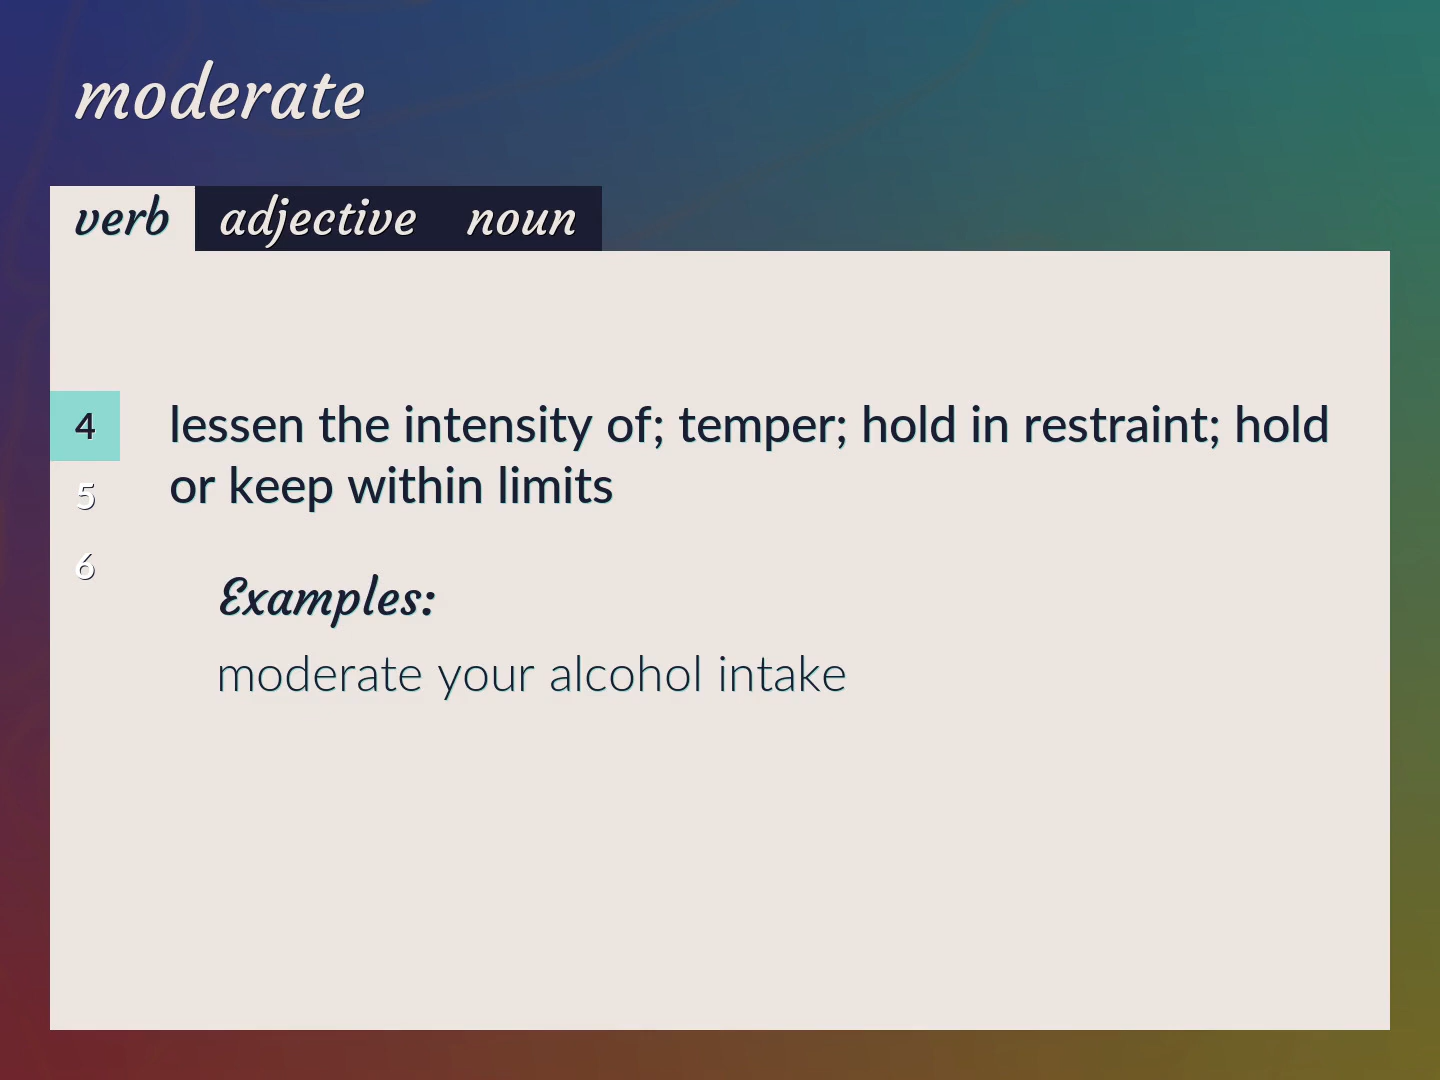 moderate
verb adjective noun
4 lessen the intensity of; temper; hold in restraint; hold
5 or keep within limits
6
Examples:
moderate your alcohol intake